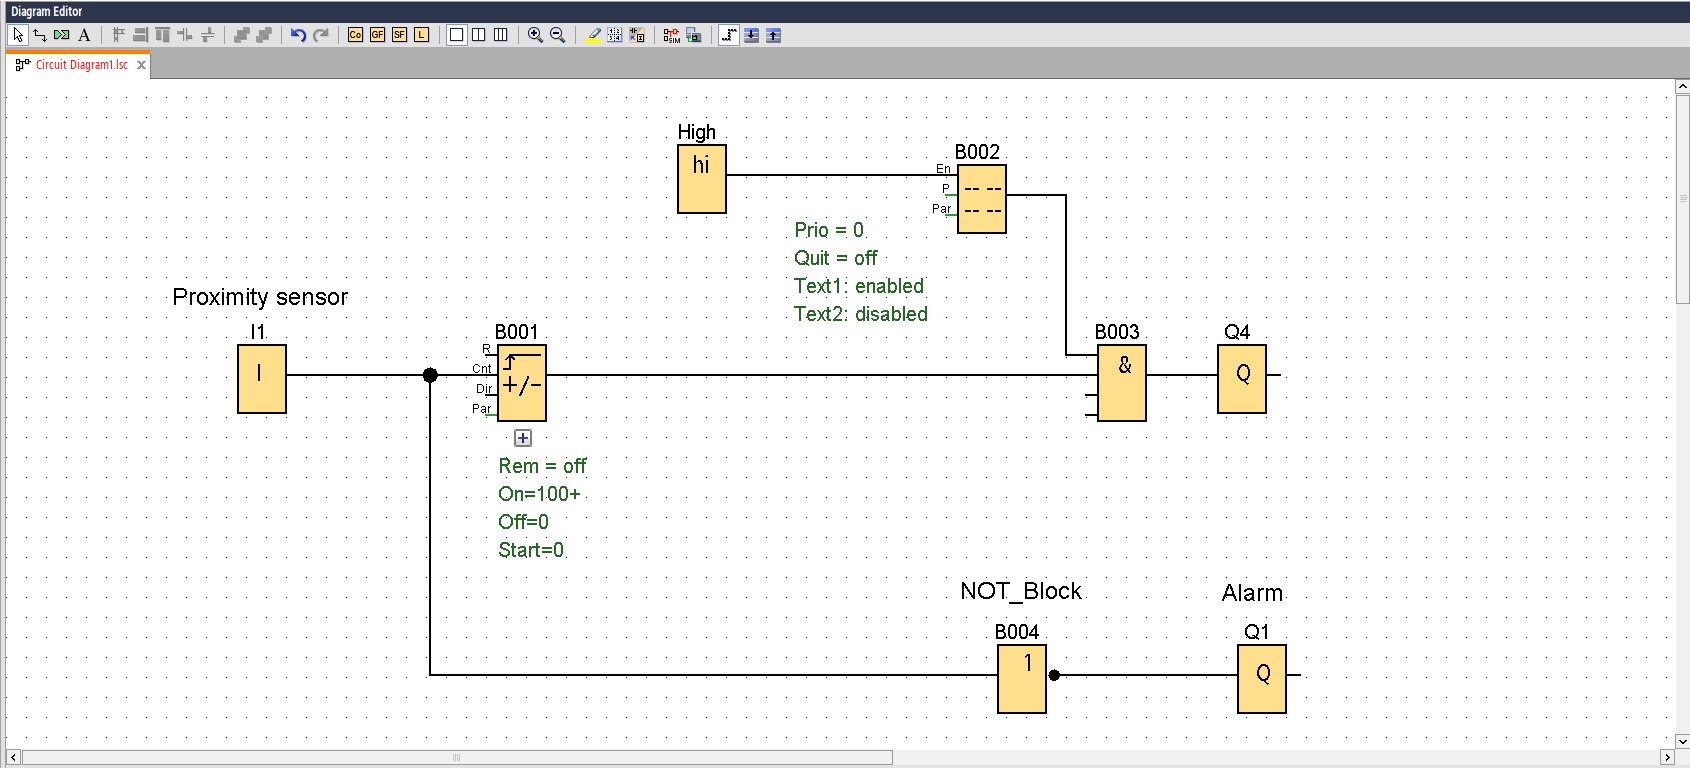 Diagram Editor
A
Co GF SF L
SIM
Circuit Diagram1.lsc
High
hi
B002
En
P
Par
-- --
-- --
Prio = 0
Quit = off
Text1: enabled
Text2: disabled
Proximity sensor
I1
I
B001
R
Cnt
Dir
Par
+/-
Rem = off
On=100+
Off=0
Start=0
B003
&
Q4
Q
NOT_Block
Alarm
B004
1
Q1
Q